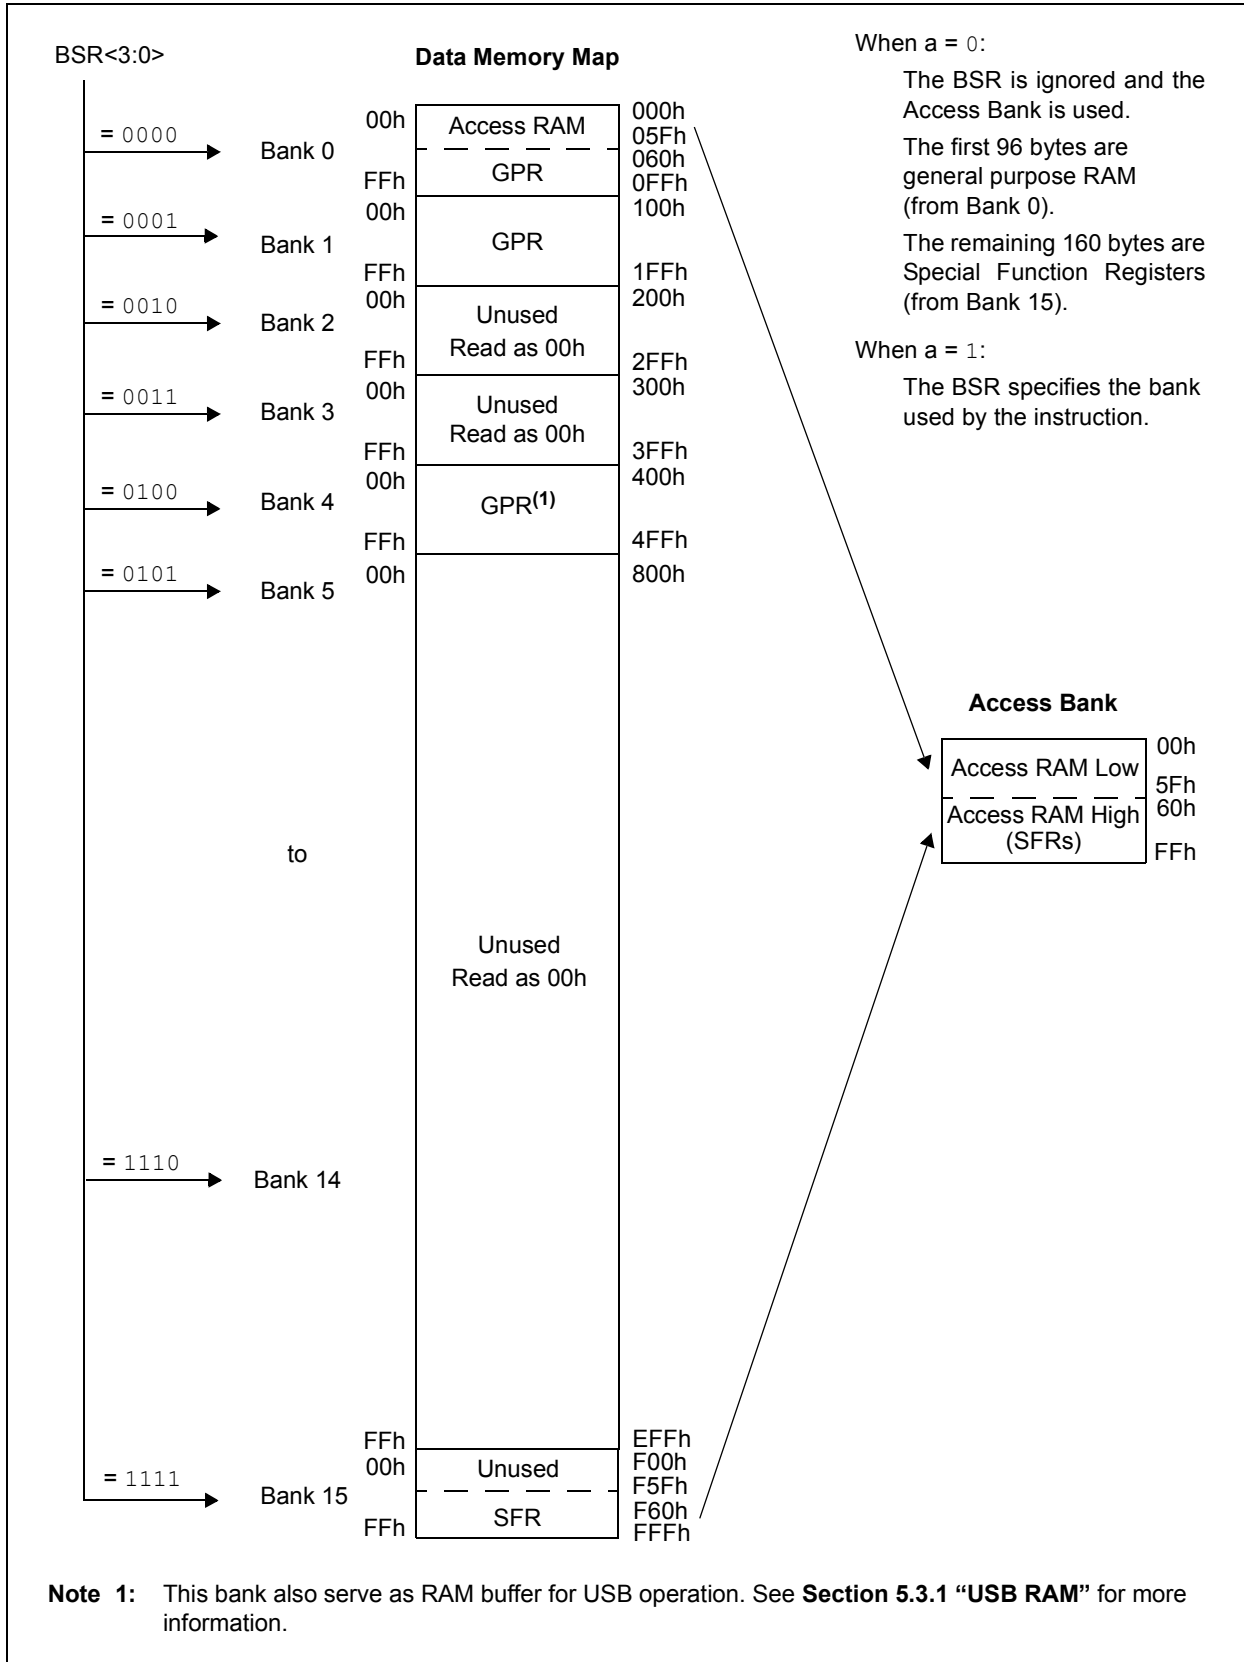 BSR<3:0>
Data Memory Map
When a = 0:
The BSR is ignored and the
Access Bank is used.
The first 96 bytes are
general purpose RAM
(from Bank 0).
The remaining 160 bytes are
Special Function Registers
(from Bank 15).
When a = 1:
The BSR specifies the bank
used by the instruction.
= 0000
Bank 0
00h
FFh
Access RAM
GPR
000h
05Fh
060h
0FFh
= 0001
Bank 1
00h
FFh
GPR
100h
1FFh
= 0010
Bank 2
00h
FFh
Unused
Read as 00h
200h
2FFh
= 0011
Bank 3
00h
FFh
Unused
Read as 00h
300h
3FFh
= 0100
Bank 4
00h
FFh
GPR(1)
400h
4FFh
= 0101
Bank 5
00h
800h
to
Unused
Read as 00h
= 1110
Bank 14
FFh
EFFh
= 1111
Bank 15
00h
FFh
Unused
SFR
F00h
F5Fh
F60h
FFFh
Access Bank
Access RAM Low
Access RAM High
(SFRs)
00h
5Fh
60h
FFh
Note 1: This bank also serve as RAM buffer for USB operation. See Section 5.3.1 “USB RAM” for more
information.